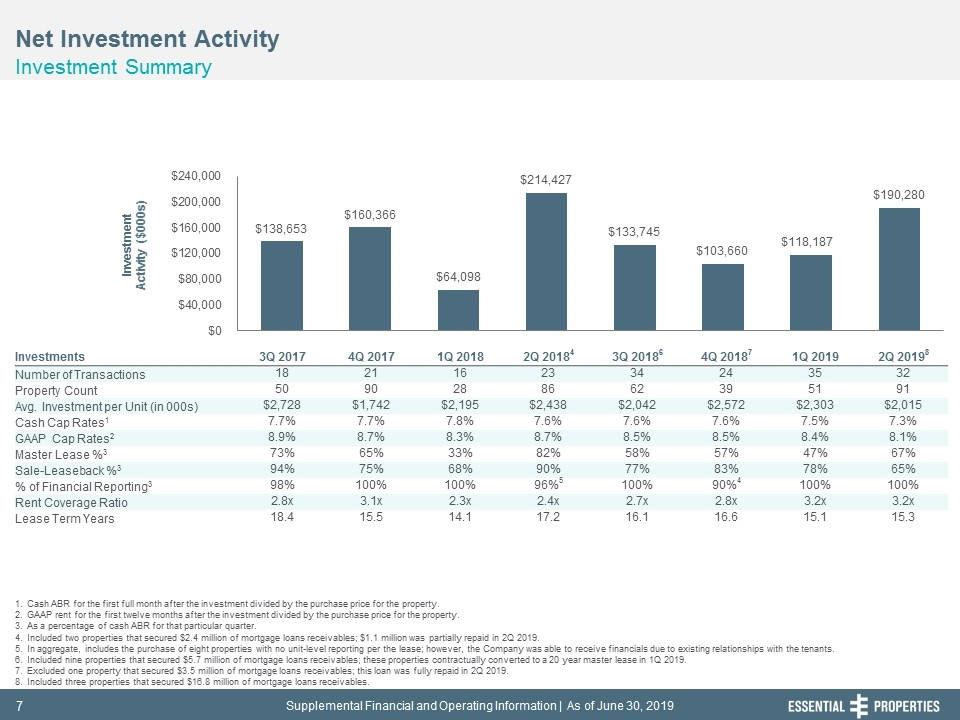 Net Investment Activity
Investment Summary
Investment
Activity ($000s)
$240,000
$200,000
$160,000
$120,000
$80,000
$40,000
$0
$138,653
$160,366
$64,098
$214,427
$133,745
$103,660
$118,187
$190,280
Investments 3Q 2017 4Q 2017 1Q 2018 2Q 2018⁴ 3Q 2018⁶ 4Q 2018⁷ 1Q 2019 2Q 2019⁸
Number of Transactions 18 21 16 23 34 24 35 32
Property Count 50 90 28 86 62 39 51 91
Avg. Investment per Unit (in 000s) $2,728 $1,742 $2,195 $2,438 $2,042 $2,572 $2,303 $2,015
Cash Cap Rates¹ 7.7% 7.7% 7.8% 7.6% 7.6% 7.6% 7.5% 7.3%
GAAP Cap Rates² 8.9% 8.7% 8.3% 8.7% 8.5% 8.5% 8.4% 8.1%
Master Lease %³ 73% 65% 33% 82% 58% 57% 47% 67%
Sale-Leaseback %³ 94% 75% 68% 90% 77% 83% 78% 65%
% of Financial Reporting³ 98% 100% 100% 96%⁵ 100% 90%⁴ 100% 100%
Rent Coverage Ratio 2.8x 3.1x 2.3x 2.4x 2.7x 2.8x 3.2x 3.2x
Lease Term Years 18.4 15.5 14.1 17.2 16.1 16.6 15.1 15.3
1. Cash ABR for the first full month after the investment divided by the purchase price for the property.
2. GAAP rent for the first twelve months after the investment divided by the purchase price for the property.
3. As a percentage of cash ABR for that particular quarter.
4. Included two properties that secured $2.4 million of mortgage loans receivables; $1.1 million was partially repaid in 2Q 2019.
5. In aggregate, includes the purchase of eight properties with no unit-level reporting per the lease; however, the Company was able to receive financials due to existing relationships with the tenants.
6. Included nine properties that secured $5.7 million of mortgage loans receivables; these properties contractually converted to a 20 year master lease in 1Q 2019.
7. Excluded one property that secured $3.5 million of mortgage loans receivables; this loan was fully repaid in 2Q 2019.
8. Included three properties that secured $16.8 million of mortgage loans receivables.
7 Supplemental Financial and Operating Information | As of June 30, 2019 ESSENTIAL PROPERTIES